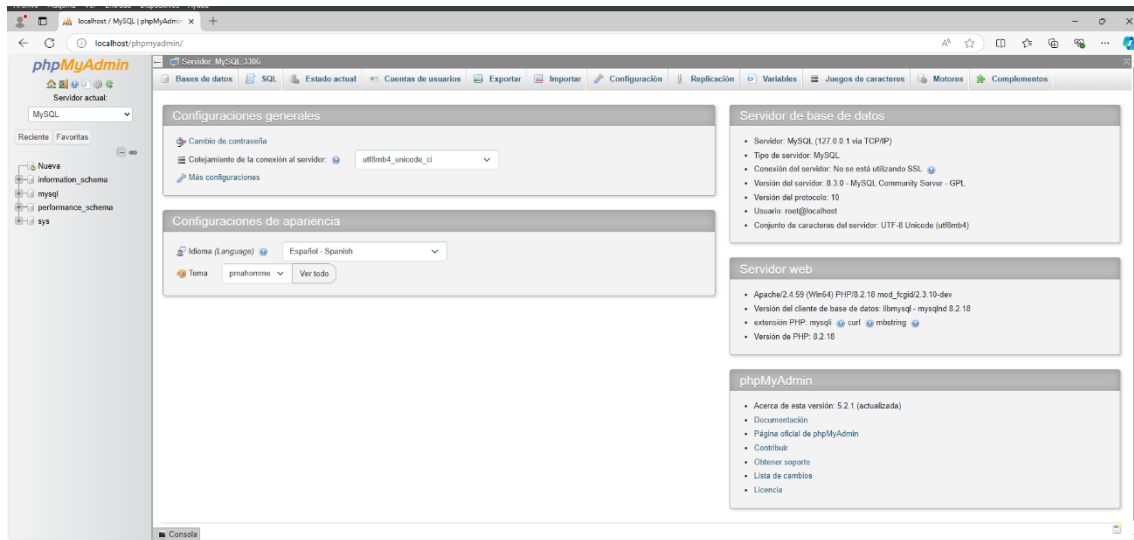 Archivo Máquina Ver Entrada Dispositivos Ayuda
localhost / MySQL | phpMyAdmin
localhost/phpmyadmin/
phpMyAdmin
Servidor actual:
MySQL
Reciente Favoritas
Nueva
information_schema
mysql
performance_schema
sys
Servidor: MySQL:3306
Bases de datos SQL Estado actual Cuentas de usuarios Exportar Importar Configuración Replicación Variables Juegos de caracteres Motores Complementos
Configuraciones generales
Cambio de contraseña
Cotejamiento de la conexión al servidor: utf8mb4_unicode_ci
Más configuraciones
Configuraciones de apariencia
Idioma (Language) Español - Spanish
Tema pmahomme Ver todo
Servidor de base de datos
• Servidor: MySQL (127.0.0.1 via TCP/IP)
• Tipo de servidor: MySQL
• Conexión del servidor: No se está utilizando SSL
• Versión del servidor: 8.3.0 - MySQL Community Server - GPL
• Versión del protocolo: 10
• Usuario: root@localhost
• Conjunto de caracteres del servidor: UTF-8 Unicode (utf8mb4)
Servidor web
• Apache/2.4.59 (Win64) PHP/8.2.18 mod_fcgid/2.3.10-dev
• Versión del cliente de base de datos: libmysql - mysqlnd 8.2.18
• extensión PHP: mysqli curl mbstring
• Versión de PHP: 8.2.18
phpMyAdmin
• Acerca de esta versión: 5.2.1 (actualizada)
• Documentación
• Página oficial de phpMyAdmin
• Contribuir
• Obtener soporte
• Lista de cambios
• Licencia
Consola